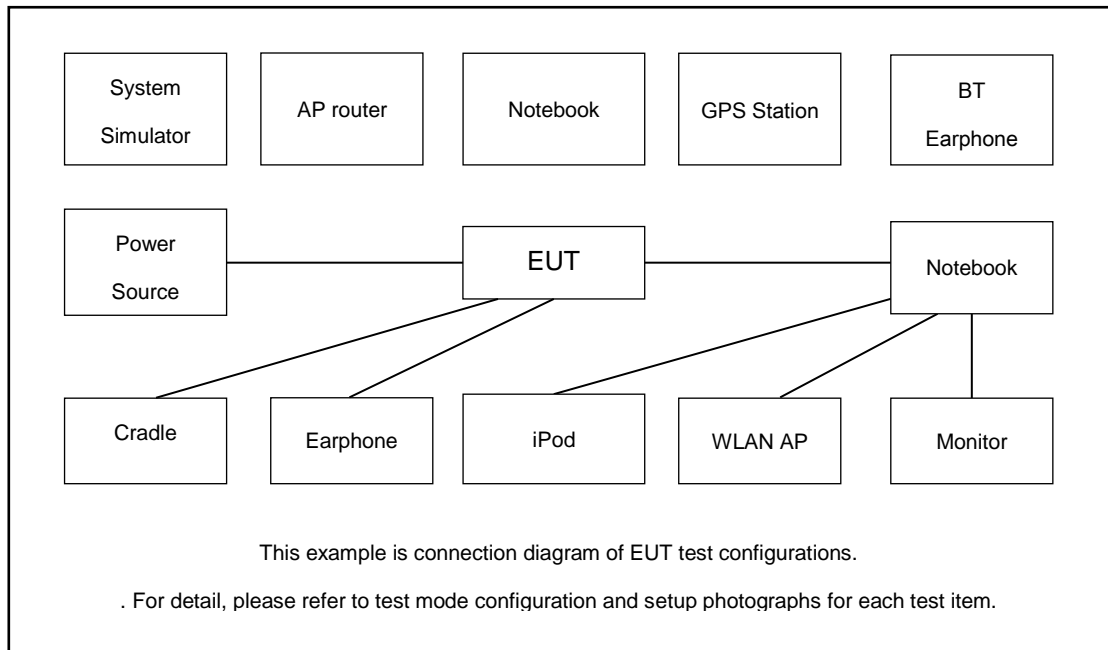 System
Simulator
AP router
Notebook
GPS Station
BT
Earphone
Power
Source
EUT
Notebook
Cradle
Earphone
iPod
WLAN AP
Monitor
This example is connection diagram of EUT test configurations.
. For detail, please refer to test mode configuration and setup photographs for each test item.